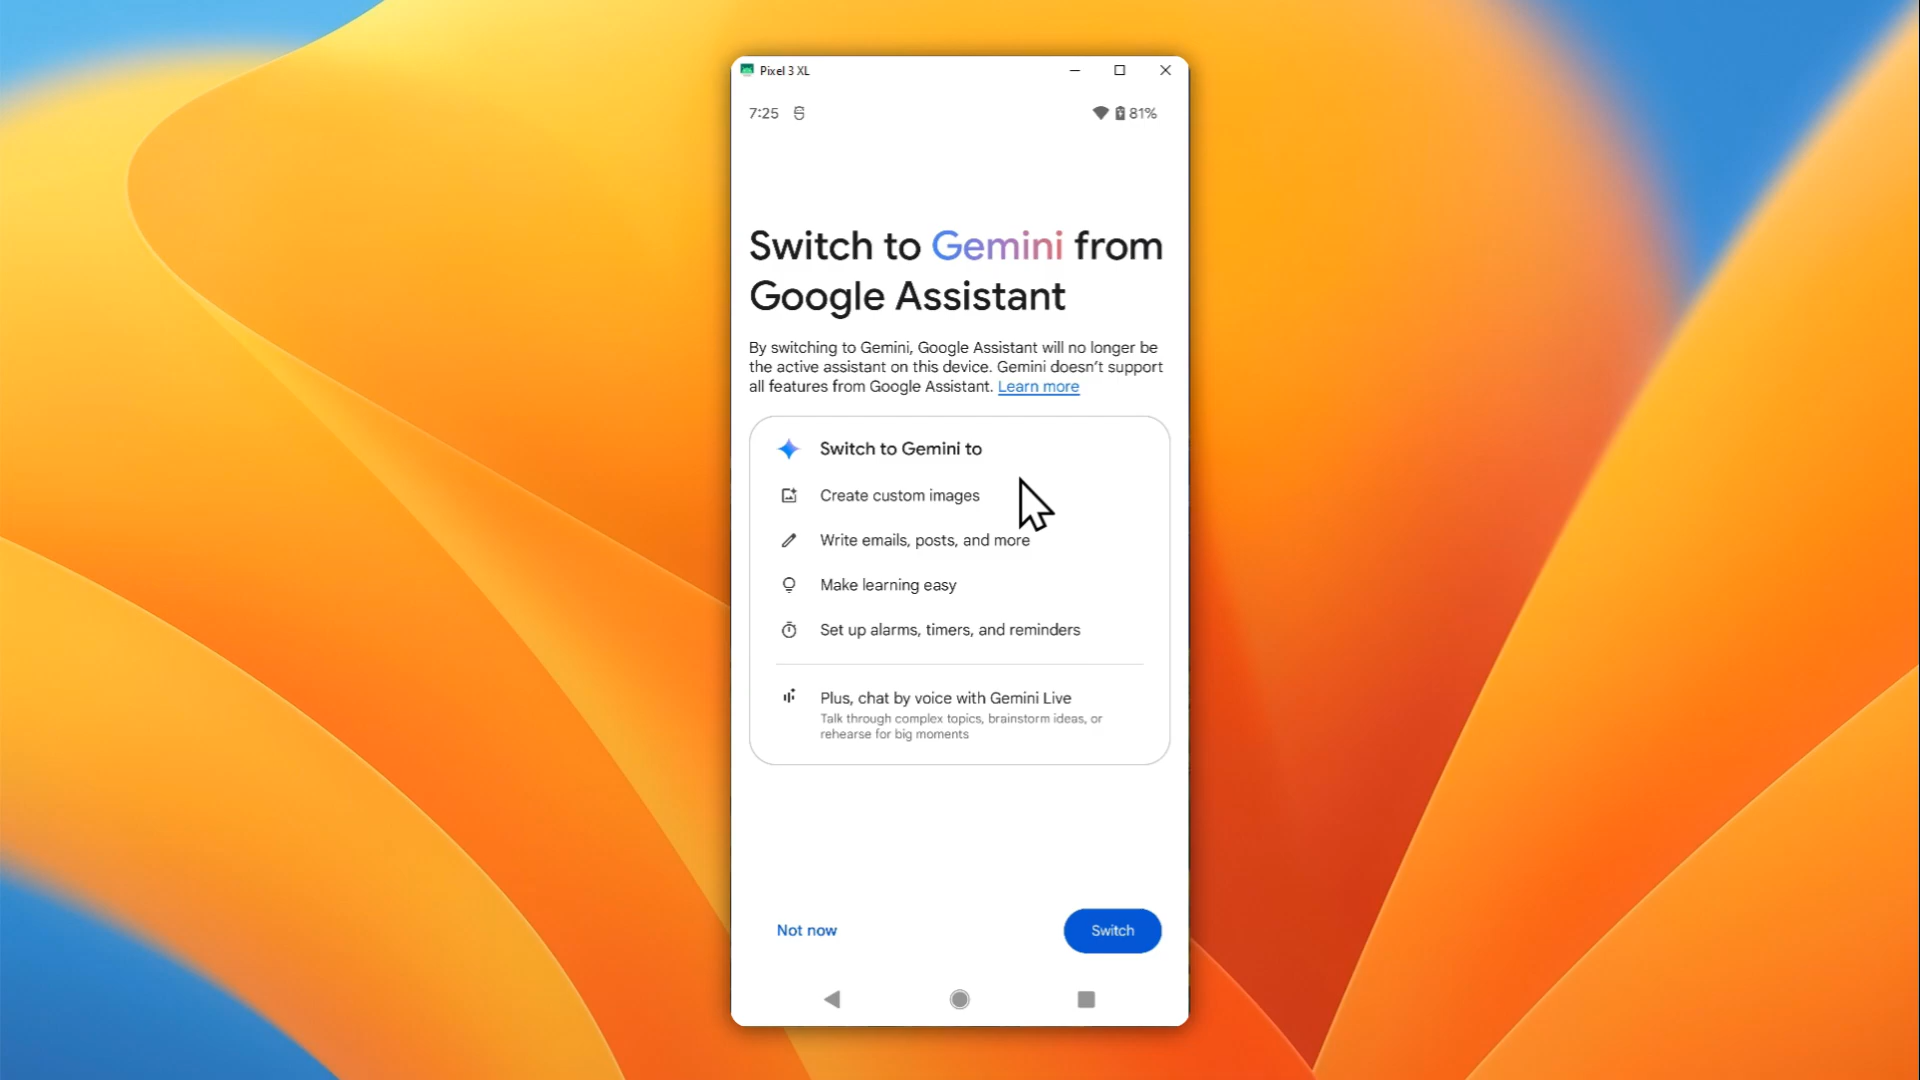 Pixel 3 XL
7:25
81%
Switch to Gemini from
Google Assistant
By switching to Gemini, Google Assistant will no longer be
the active assistant on this device. Gemini doesn't support
all features from Google Assistant. Learn more
Switch to Gemini to
Create custom images
Write emails, posts, and more
Make learning easy
Set up alarms, timers, and reminders
Plus, chat by voice with Gemini Live
Talk through complex topics, brainstorm ideas, or
rehearse for big moments
Not now
Switch